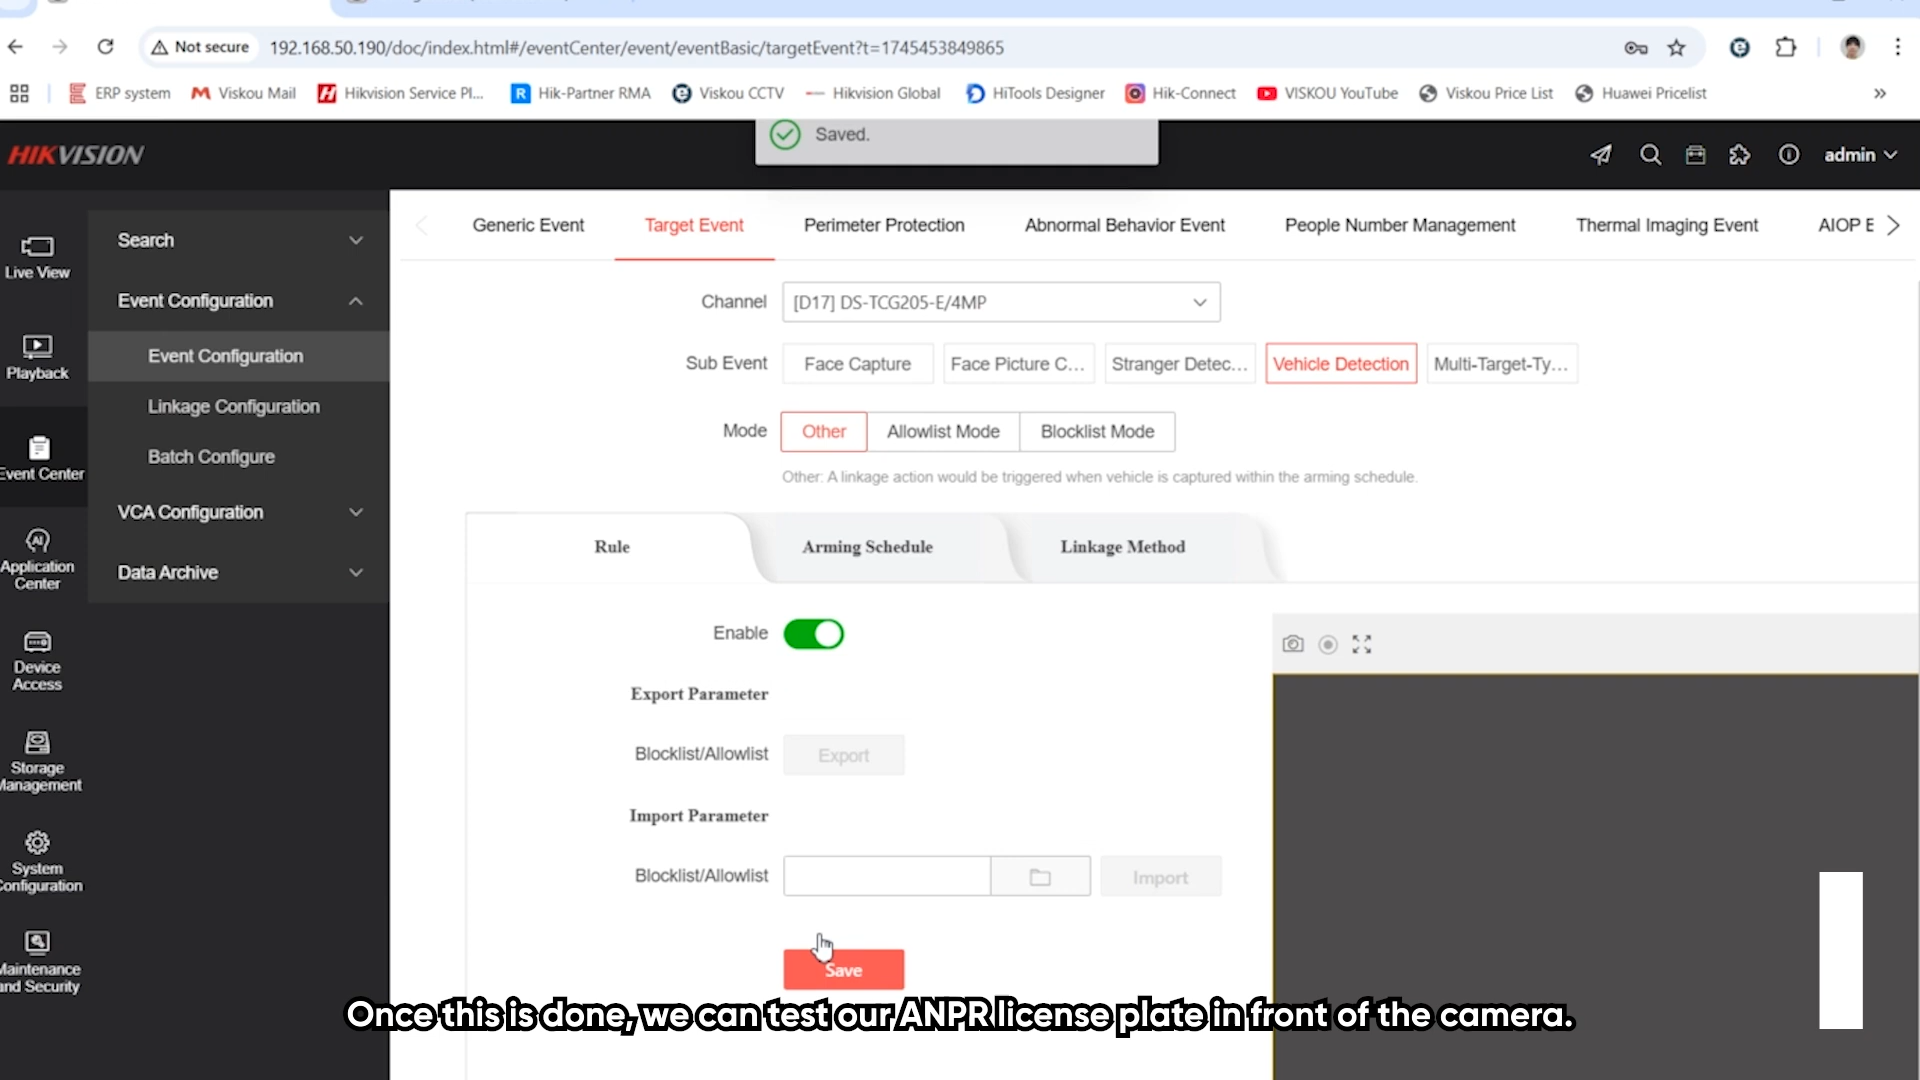 Not secure 192.168.50.190/doc/index.html#/eventCenter/event/eventBasic/targetEvent?t=1745453849865
ERP system Viskou Mail Hikvision Service Pl... Hik-Partner RMA Viskou CCTV Hikvision Global HiTools Designer Hik-Connect VISKOU YouTube Viskou Price List Huawei Pricelist »
Saved.
HIKVISION
admin
Live View
Playback
Event Center
Application
Center
Device
Access
Storage
Management
System
Configuration
Maintenance
and Security
Search
Event Configuration
Event Configuration
Linkage Configuration
Batch Configure
VCA Configuration
Data Archive
Generic Event Target Event Perimeter Protection Abnormal Behavior Event People Number Management Thermal Imaging Event AIOP E
Channel [D17] DS-TCG205-E/4MP
Sub Event Face Capture Face Picture C... Stranger Detec... Vehicle Detection Multi-Target-Ty...
Mode Other Allowlist Mode Blocklist Mode
Other: A linkage action would be triggered when vehicle is captured within the arming schedule.
Rule Arming Schedule Linkage Method
Enable
Export Parameter
Blocklist/Allowlist Export
Import Parameter
Blocklist/Allowlist Import
Save
Once this is done, we can test our ANPR license plate in front of the camera.